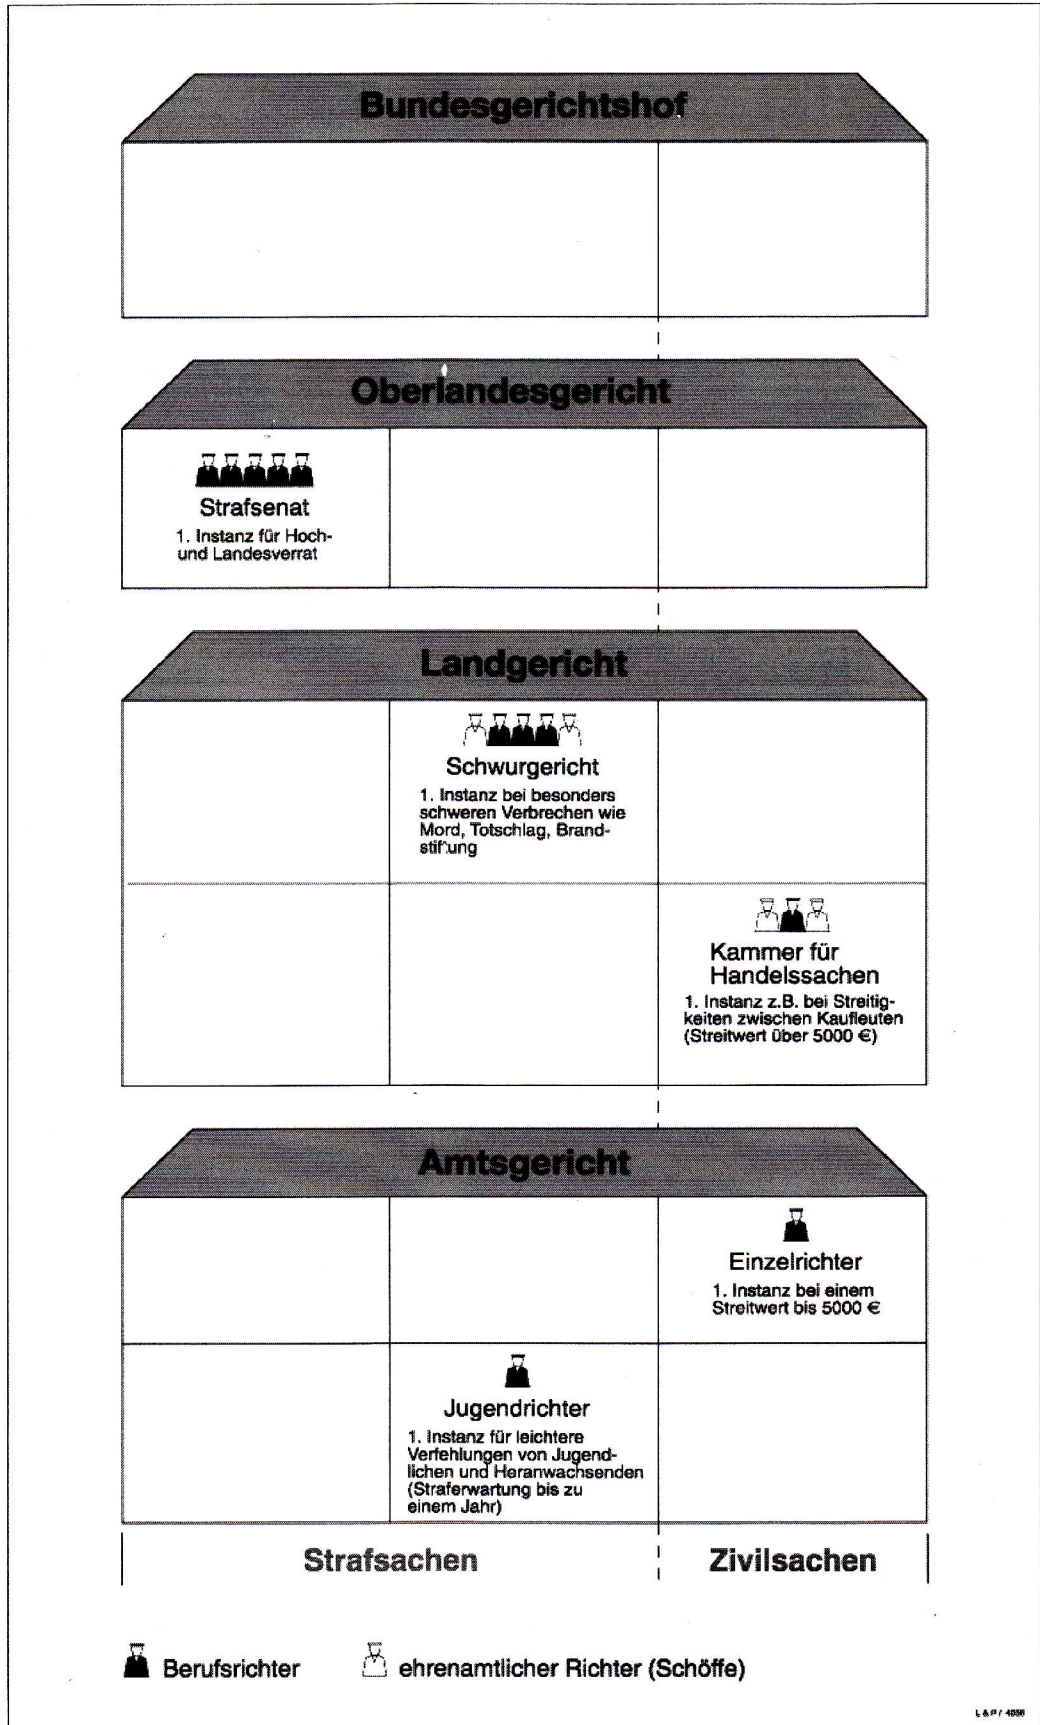 Bundesgerichtshof
Oberlandesgericht
Strafsenat
1. Instanz für Hoch-
und Landesverrat
Landgericht
Schwurgericht
1. Instanz bei besonders
schweren Verbrechen wie
Mord, Totschlag, Brand-
stiftung
Kammer für
Handelssachen
1. Instanz z.B. bei Streitig-
keiten zwischen Kaufleuten
(Streitwert über 5000 €)
Amtsgericht
Einzelrichter
1. Instanz bei einem
Streitwert bis 5000 €
Jugendrichter
1. Instanz für leichtere
Verfehlungen von Jugend-
lichen und Heranwachsenden
(Straferwartung bis zu
einem Jahr)
Strafsachen
Zivilsachen
Berufsrichter
ehrenamtlicher Richter (Schöffe)